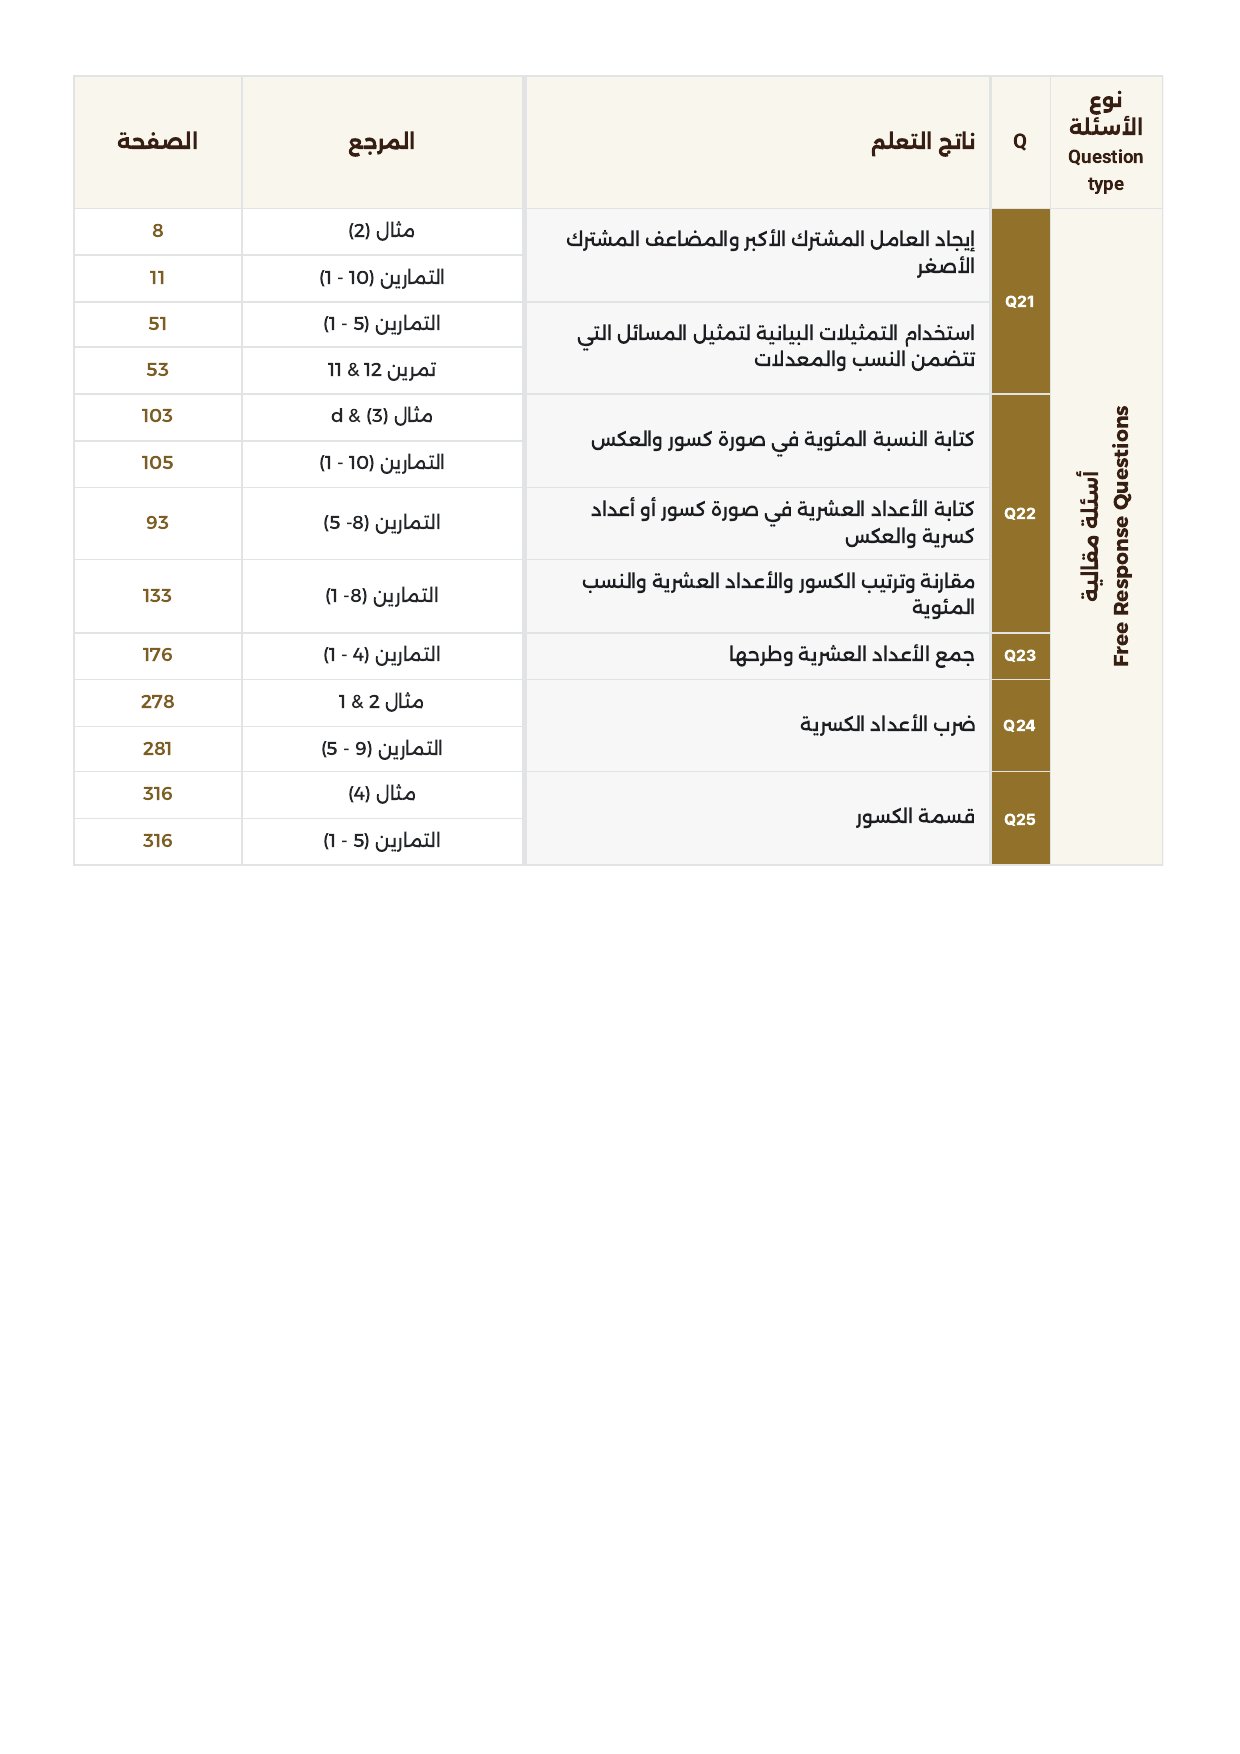 نوع
الأسئلة
Question
type
Q
ناتج التعلم
المرجع
الصفحة
أسئلة مقالية
Free Response Questions
Q21
إيجاد العامل المشترك الأكبر والمضاعف المشترك
الأصغر
مثال (2)
8
التمارين (10 - 1)
11
استخدام التمثيلات البيانية لتمثيل المسائل التي
تتضمن النسب والمعدلات
التمارين (5 - 1)
51
تمرين 12 & 11
53
Q22
كتابة النسبة المئوية في صورة كسور والعكس
مثال (3) & d
103
التمارين (10 - 1)
105
كتابة الأعداد العشرية في صورة كسور أو أعداد
كسرية والعكس
التمارين (8- 5)
93
مقارنة وترتيب الكسور والأعداد العشرية والنسب
المئوية
التمارين (8- 1)
133
Q23
جمع الأعداد العشرية وطرحها
التمارين (4 - 1)
176
Q24
ضرب الأعداد الكسرية
مثال 2 & 1
278
التمارين (9 - 5)
281
Q25
قسمة الكسور
مثال (4)
316
التمارين (5 - 1)
316